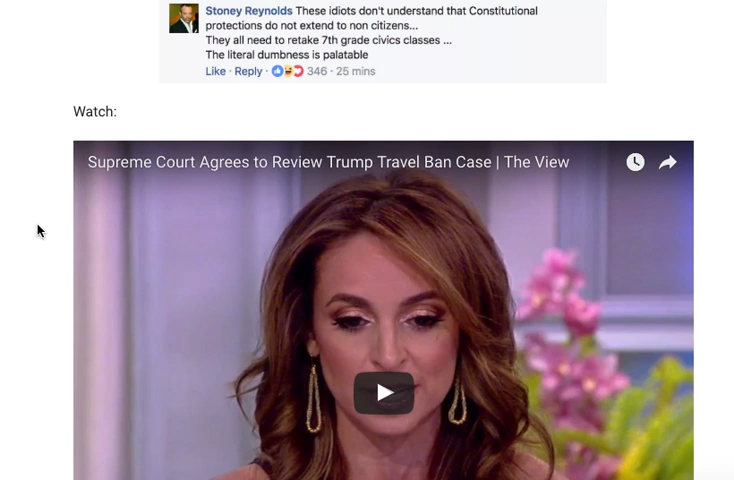 Stoney Reynolds These idiots don't understand that Constitutional
protections do not extend to non citizens...
They all need to retake 7th grade civics classes ...
The literal dumbness is palatable
Like · Reply · 346 · 25 mins
Watch:
Supreme Court Agrees to Review Trump Travel Ban Case | The View